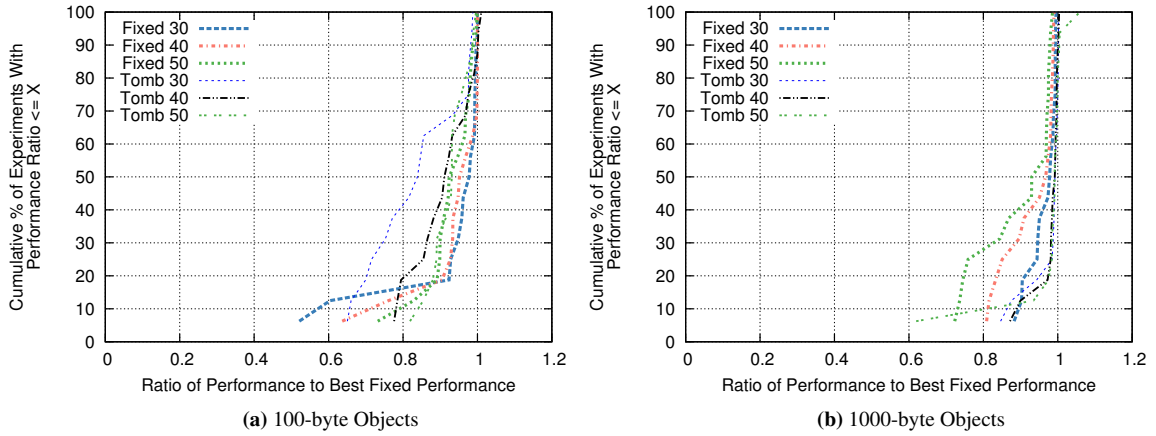 Cumulative % of Experiments With
Performance Ratio <= X
100
90
80
70
60
50
40
30
20
10
0
Fixed 30
Fixed 40
Fixed 50
Tomb 30
Tomb 40
Tomb 50
0 0.2 0.4 0.6 0.8 1 1.2
Ratio of Performance to Best Fixed Performance
(a) 100-byte Objects
Cumulative % of Experiments With
Performance Ratio <= X
100
90
80
70
60
50
40
30
20
10
0
Fixed 30
Fixed 40
Fixed 50
Tomb 30
Tomb 40
Tomb 50
0 0.2 0.4 0.6 0.8 1 1.2
Ratio of Performance to Best Fixed Performance
(b) 1000-byte Objects